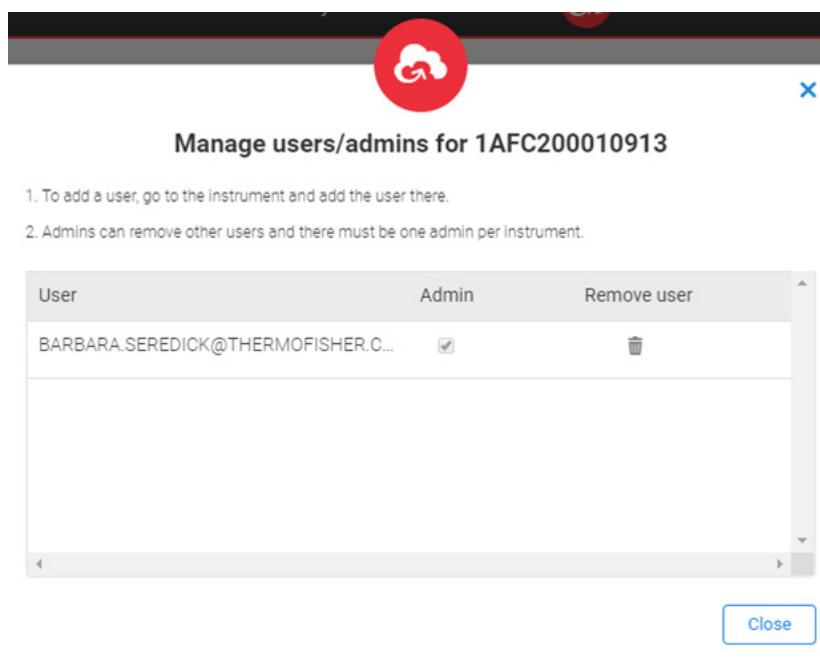 Manage users/admins for 1AFC200010913
1. To add a user, go to the instrument and add the user there.
2. Admins can remove other users and there must be one admin per instrument.
User Admin Remove user
BARBARA.SEREDICK@THERMOFISHER.C...
Close